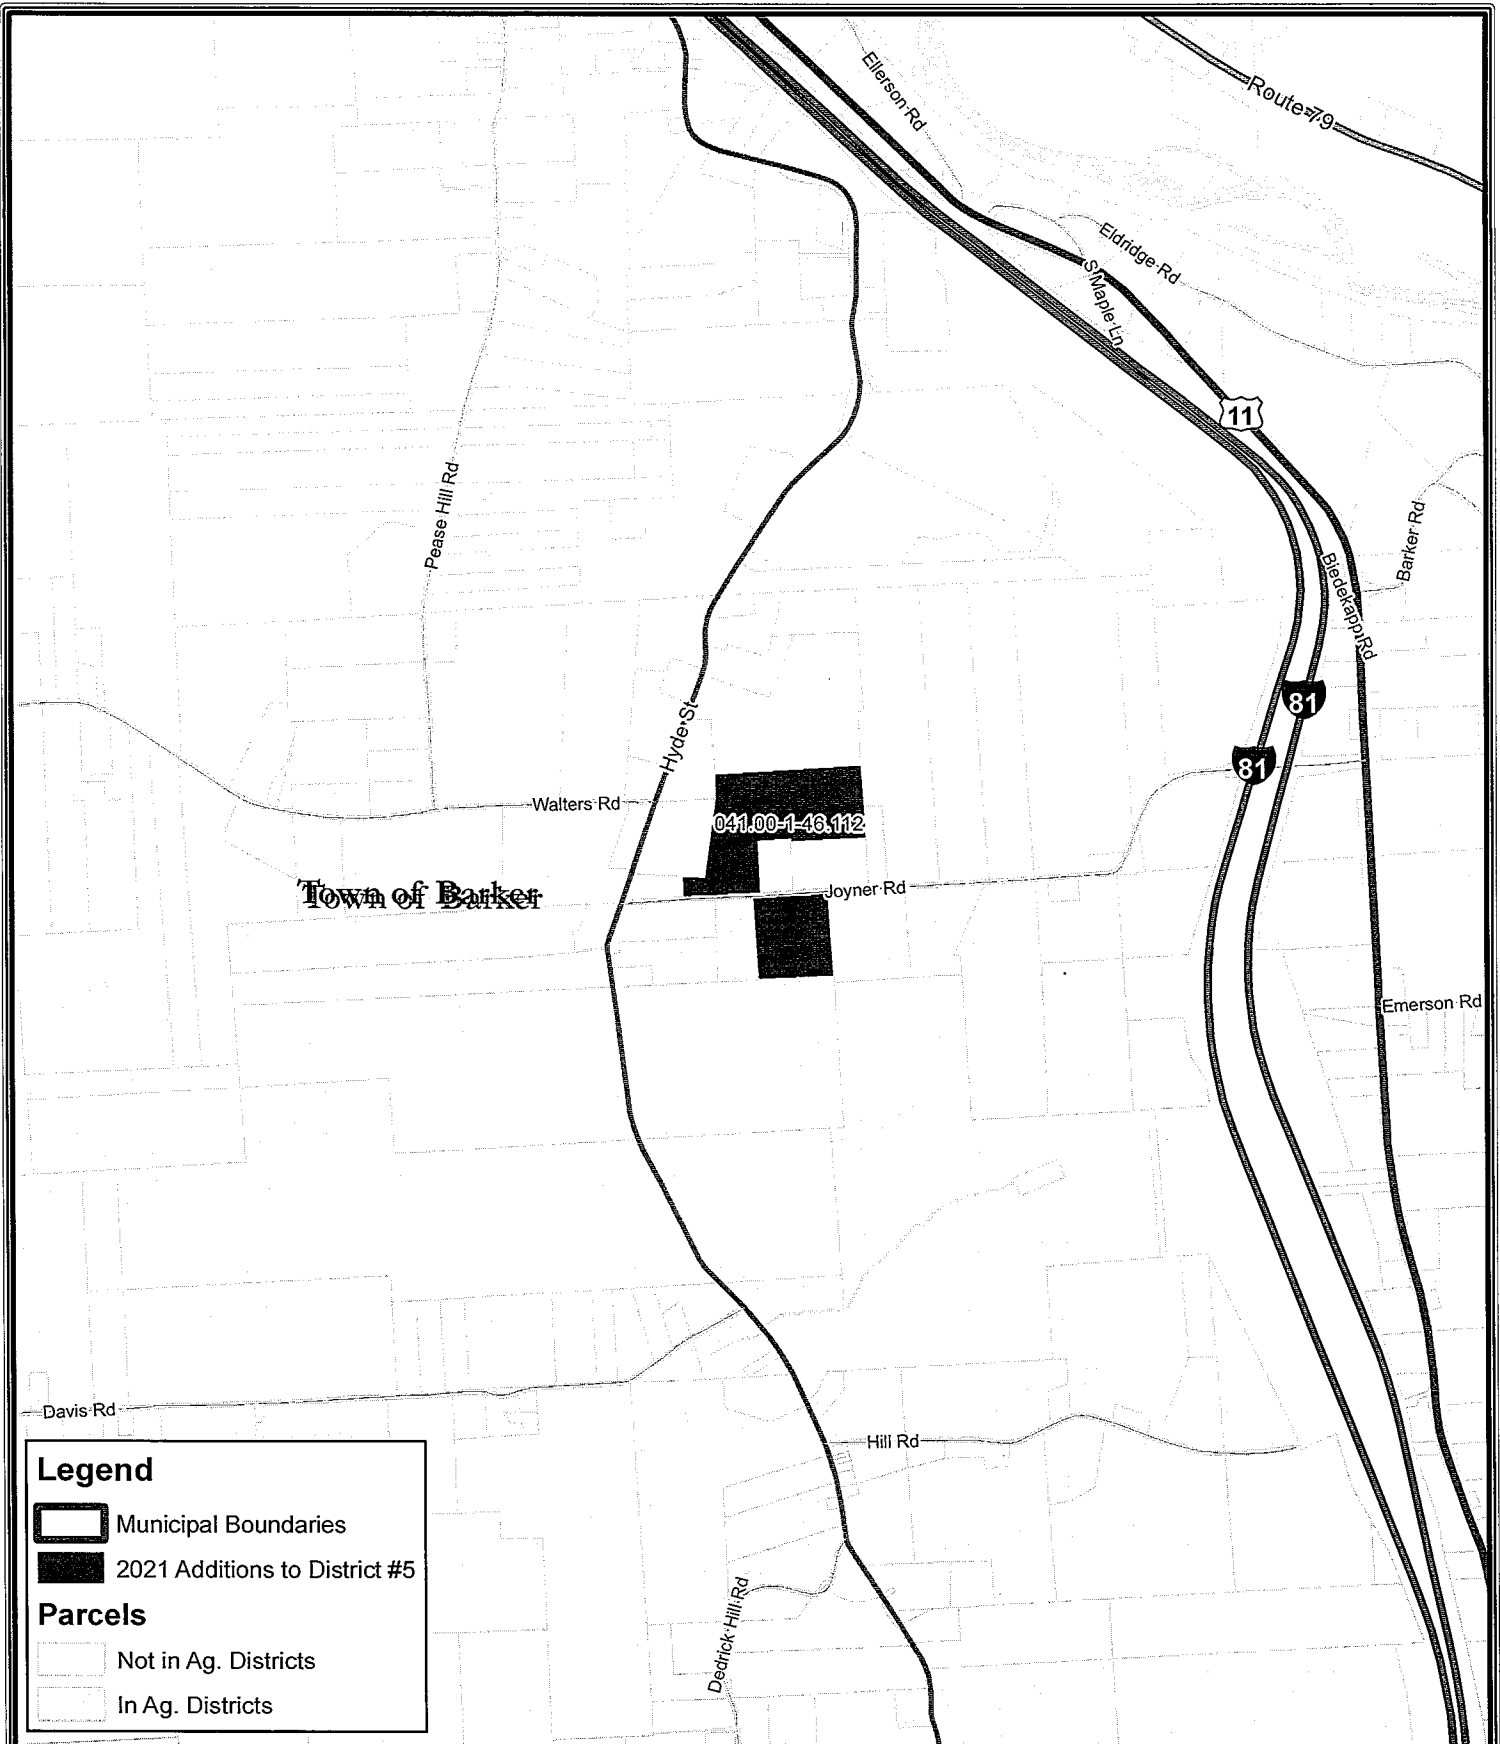 Ellerson Rd
Route 79
Eldridge Rd
S Maple Ln
11
Pease Hill Rd
Barker Rd
Biedekapp Rd
81
Hyde St
81
Walters Rd
041.00-1-46.112
Town of Barker
Town of Barker
Joyner Rd
Emerson Rd
Davis Rd
Hill Rd
Dedrick Hill Rd
Legend
Municipal Boundaries
2021 Additions to District #5
Parcels
Not in Ag. Districts
In Ag. Districts